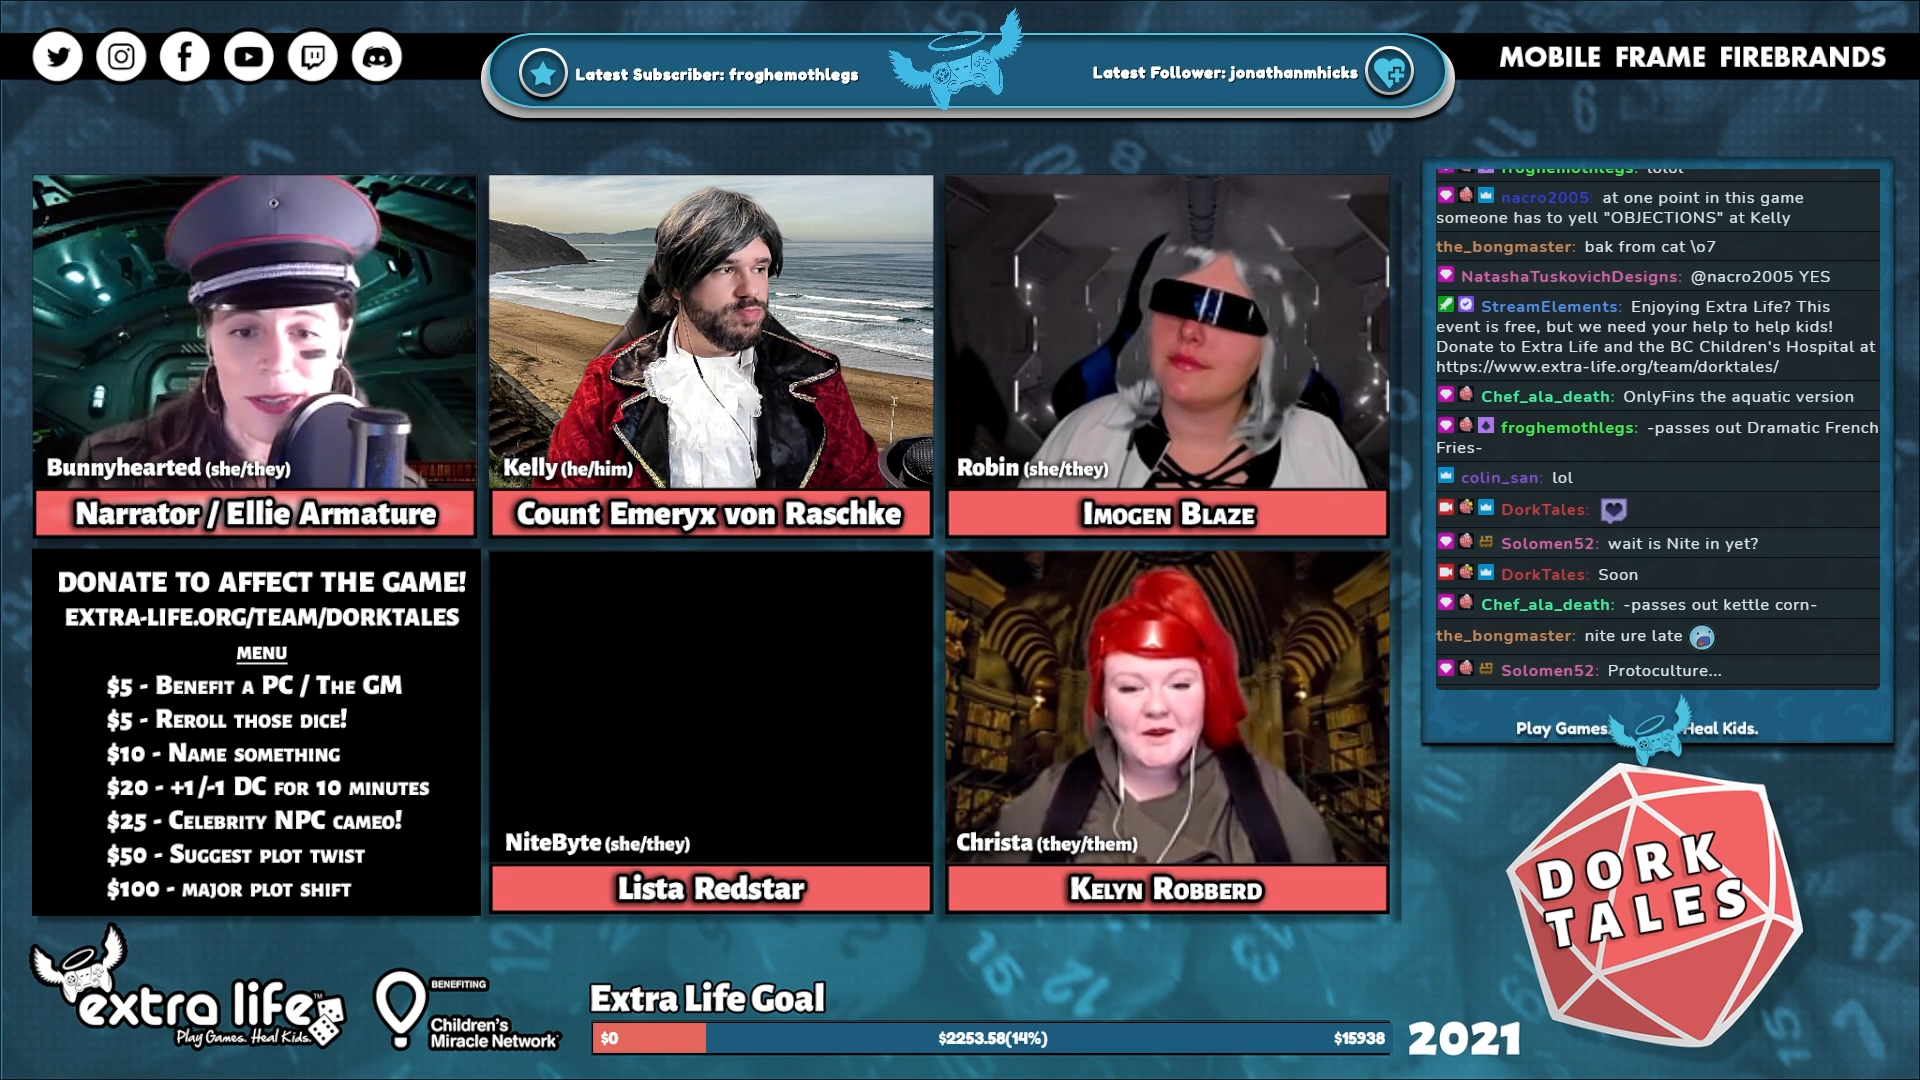 Latest Subscriber: froghemothlegs
Latest Follower: jonathanmhicks
MOBILE FRAME FIREBRANDS
Bunnyhearted (she/they)
Narrator / Ellie Armature
Kelly (he/him)
Count Emeryx von Raschke
Robin (she/they)
Imogen Blaze
DONATE TO AFFECT THE GAME!
EXTRA-LIFE.ORG/TEAM/DORKTALES
MENU
$5 - Benefit a PC / The GM
$5 - Reroll those dice!
$10 - Name something
$20 - +1/-1 DC for 10 minutes
$25 - Celebrity NPC cameo!
$50 - Suggest plot twist
$100 - major plot shift
NiteByte (she/they)
Lista Redstar
Christa (they/them)
Kelyn Robberd
froghemothlegs: lolol
nacro2005: at one point in this game
someone has to yell "OBJECTIONS" at Kelly
the_bongmaster: bak from cat \o7
NatashaTuskovichDesigns: @nacro2005 YES
StreamElements: Enjoying Extra Life? This
event is free, but we need your help to help kids!
Donate to Extra Life and the BC Children's Hospital at
https://www.extra-life.org/team/dorktales/
Chef_ala_death: OnlyFins the aquatic version
froghemothlegs: -passes out Dramatic French
Fries-
colin_san: lol
DorkTales:
Solomen52: wait is Nite in yet?
DorkTales: Soon
Chef_ala_death: -passes out kettle corn-
the_bongmaster: nite ure late
Solomen52: Protoculture...
Play Games. Heal Kids.
DORK
TALES
extra life™
Play Games. Heal Kids.
BENEFITING
Children's
Miracle Network
Extra Life Goal
$0 $2253.58(14%) $15938
2021